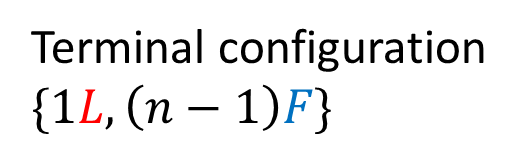 Terminal configuration
{1L, (n − 1)F}